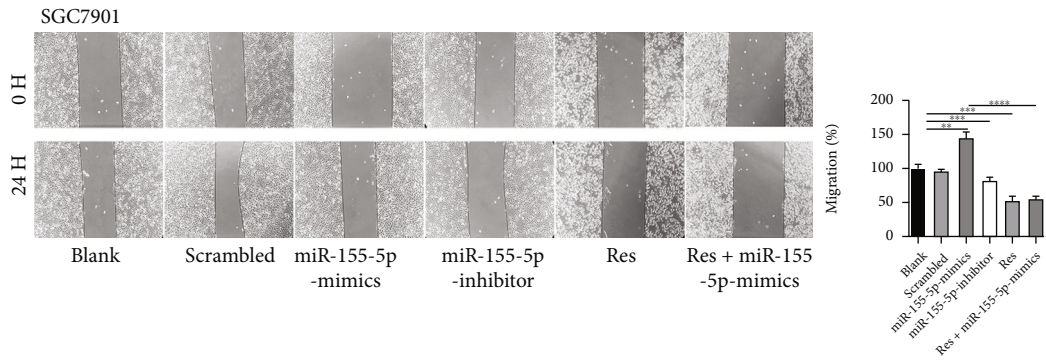 SGC7901
0 H
24 H
Blank
Scrambled
miR-155-5p
-mimics
miR-155-5p
-inhibitor
Res
Res + miR-155
-5p-mimics
Migration (%)
200
150
100
50
0
****
***
***
**
Blank
Scrambled
miR-155-5p-mimics
miR-155-5p-inhibitor
Res
Res + miR-155-5p-mimics